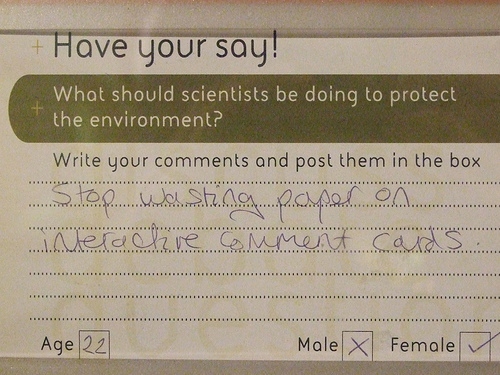 + Have your say!
+ What should scientists be doing to protect
the environment?
Write your comments and post them in the box
Stop wasting paper on
interactive comment cards.
Age 22 Male X Female ✓